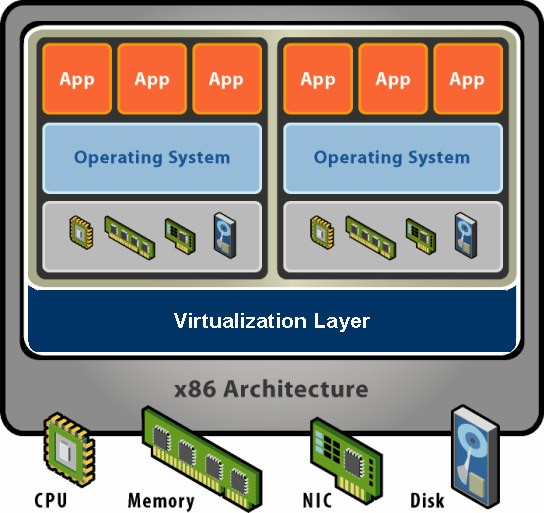 App App App App App App
Operating System Operating System
Virtualization Layer
x86 Architecture
CPU Memory NIC Disk